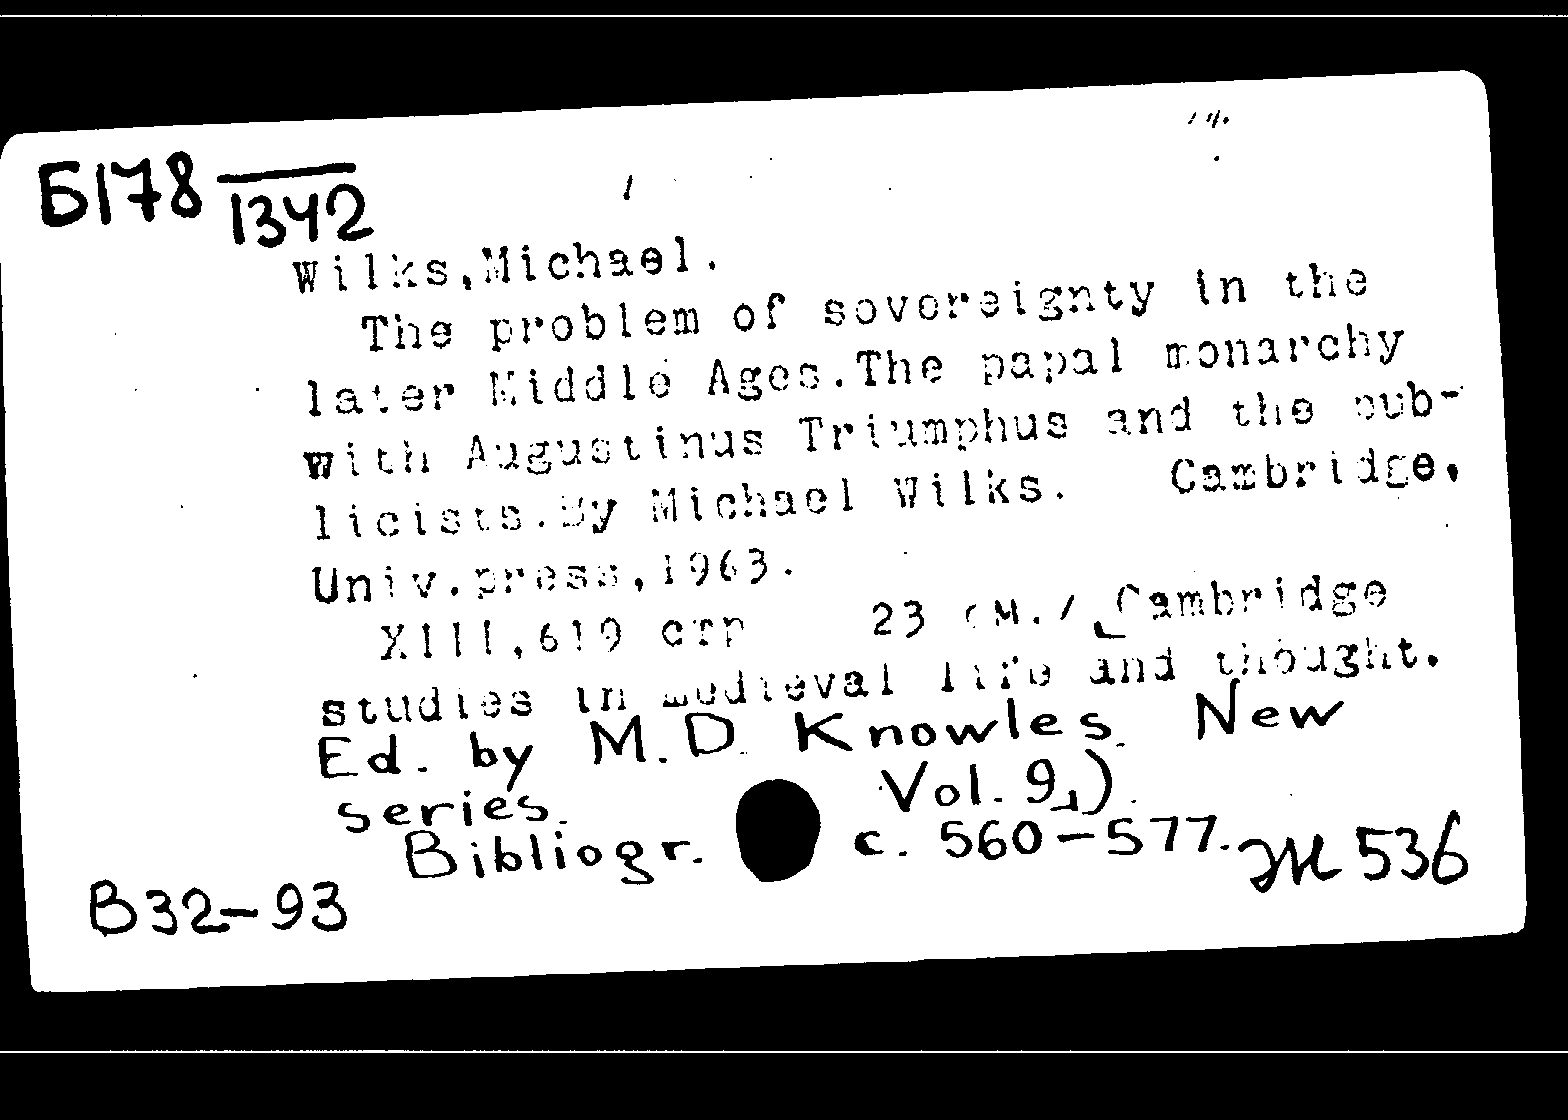 Б178 1342
Wilks,Michael.
The problem of sovereignty in the
later Middle Ages.The papal monarchy
with Augustinus Triumphus and the pub-
licists.By Michael Wilks. Cambridge,
Univ.press,1963.
XIII,619 стр 23 см./ Cambridge
studies in medieval life and thought.
Ed. by M.D. Knowles. New
series. Vol. 9)
Bibliogr. c. 560-577.
536
B32-93